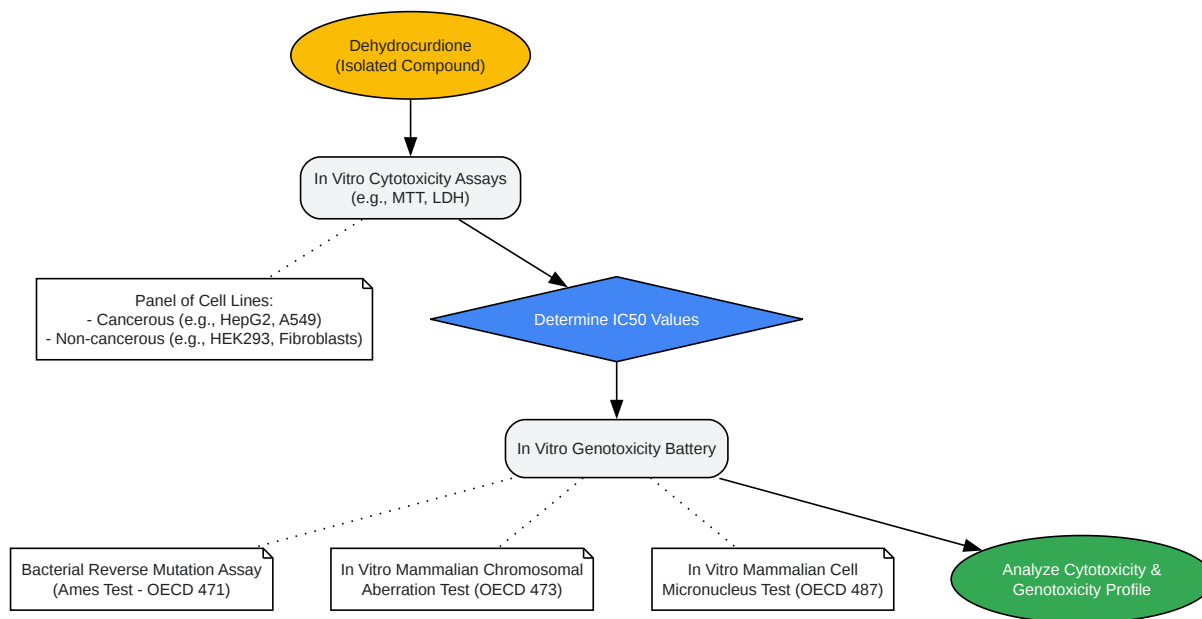 Dehydrocurdione
(Isolated Compound)
In Vitro Cytotoxicity Assays
(e.g., MTT, LDH)
Panel of Cell Lines:
- Cancerous (e.g., HepG2, A549)
- Non-cancerous (e.g., HEK293, Fibroblasts)
Determine IC50 Values
In Vitro Genotoxicity Battery
Bacterial Reverse Mutation Assay
(Ames Test - OECD 471)
In Vitro Mammalian Chromosomal
Aberration Test (OECD 473)
In Vitro Mammalian Cell
Micronucleus Test (OECD 487)
Analyze Cytotoxicity &
Genotoxicity Profile